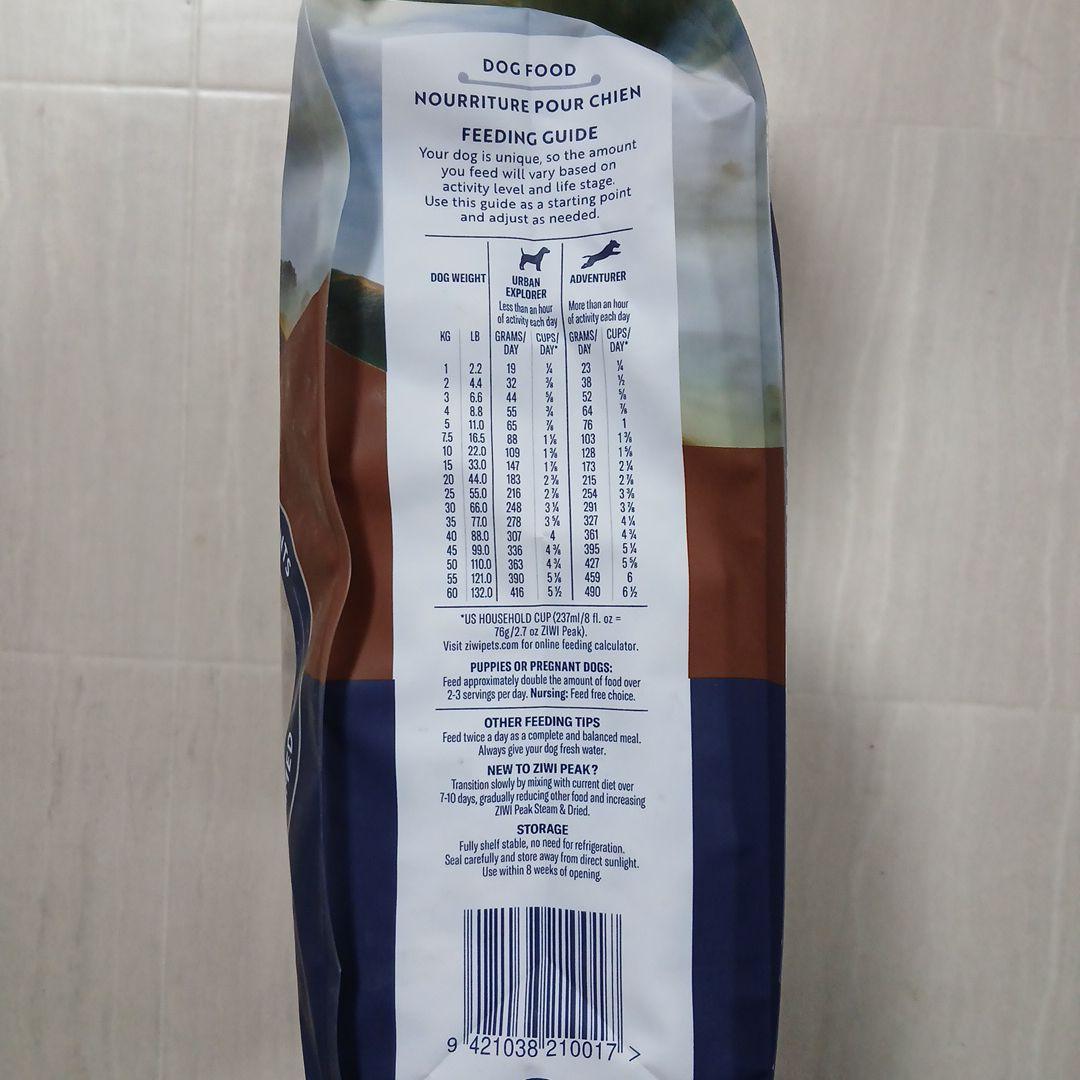 DOG FOOD
NOURRITURE POUR CHIEN
FEEDING GUIDE
Your dog is unique, so the amount
you feed will vary based on
activity level and life stage.
Use this guide as a starting point
and adjust as needed.
DOG WEIGHT URBAN EXPLORER ADVENTURER
Less than an hour of activity each day More than an hour of activity each day
KG LB GRAMS/DAY CUPS/DAY* GRAMS/DAY CUPS/DAY*
1 2.2 19 ¼ 23 ¼
2 4.4 32 ⅜ 38 ½
3 6.6 44 ⅝ 52 ⅝
4 8.8 55 ¾ 64 ⅞
5 11.0 65 ⅞ 76 1
7.5 16.5 88 1⅛ 103 1⅜
10 22.0 109 1⅜ 128 1⅝
15 33.0 147 1⅞ 173 2¼
20 44.0 183 2⅜ 215 2⅞
25 55.0 216 2⅞ 254 3⅜
30 66.0 248 3¼ 291 3⅞
35 77.0 278 3⅝ 327 4¼
40 88.0 307 4 361 4¾
45 99.0 336 4⅜ 395 5¼
50 110.0 363 4¾ 427 5⅝
55 121.0 390 5⅛ 459 6
60 132.0 416 5½ 490 6½
*US HOUSEHOLD CUP (237ml/8 fl. oz =
76g/2.7 oz ZIWI Peak).
Visit ziwipets.com for online feeding calculator.
PUPPIES OR PREGNANT DOGS:
Feed approximately double the amount of food over
2-3 servings per day. Nursing: Feed free choice.
OTHER FEEDING TIPS
Feed twice a day as a complete and balanced meal.
Always give your dog fresh water.
NEW TO ZIWI PEAK?
Transition slowly by mixing with current diet over
7-10 days, gradually reducing other food and increasing
ZIWI Peak Steam & Dried.
STORAGE
Fully shelf stable, no need for refrigeration.
Seal carefully and store away from direct sunlight.
Use within 8 weeks of opening.
9 421038 210017 >